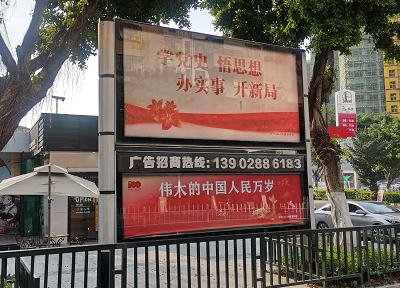 学党史 悟思想
办实事 开新局
广告招商热线:139 0288 6183
伟大的中国人民万岁
OPEN